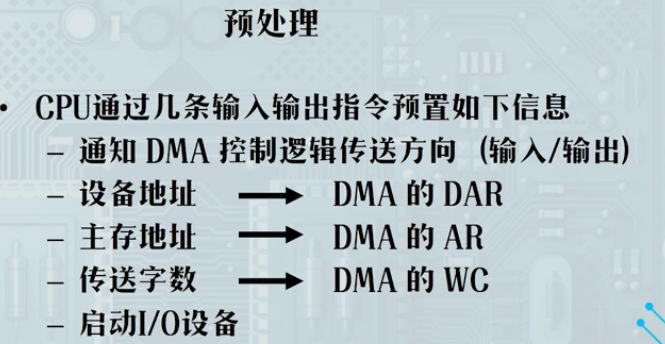 预处理
• CPU通过几条输入输出指令预置如下信息
– 通知 DMA 控制逻辑传送方向（输入/输出）
– 设备地址 → DMA 的 DAR
– 主存地址 → DMA 的 AR
– 传送字数 → DMA 的 WC
– 启动I/O设备